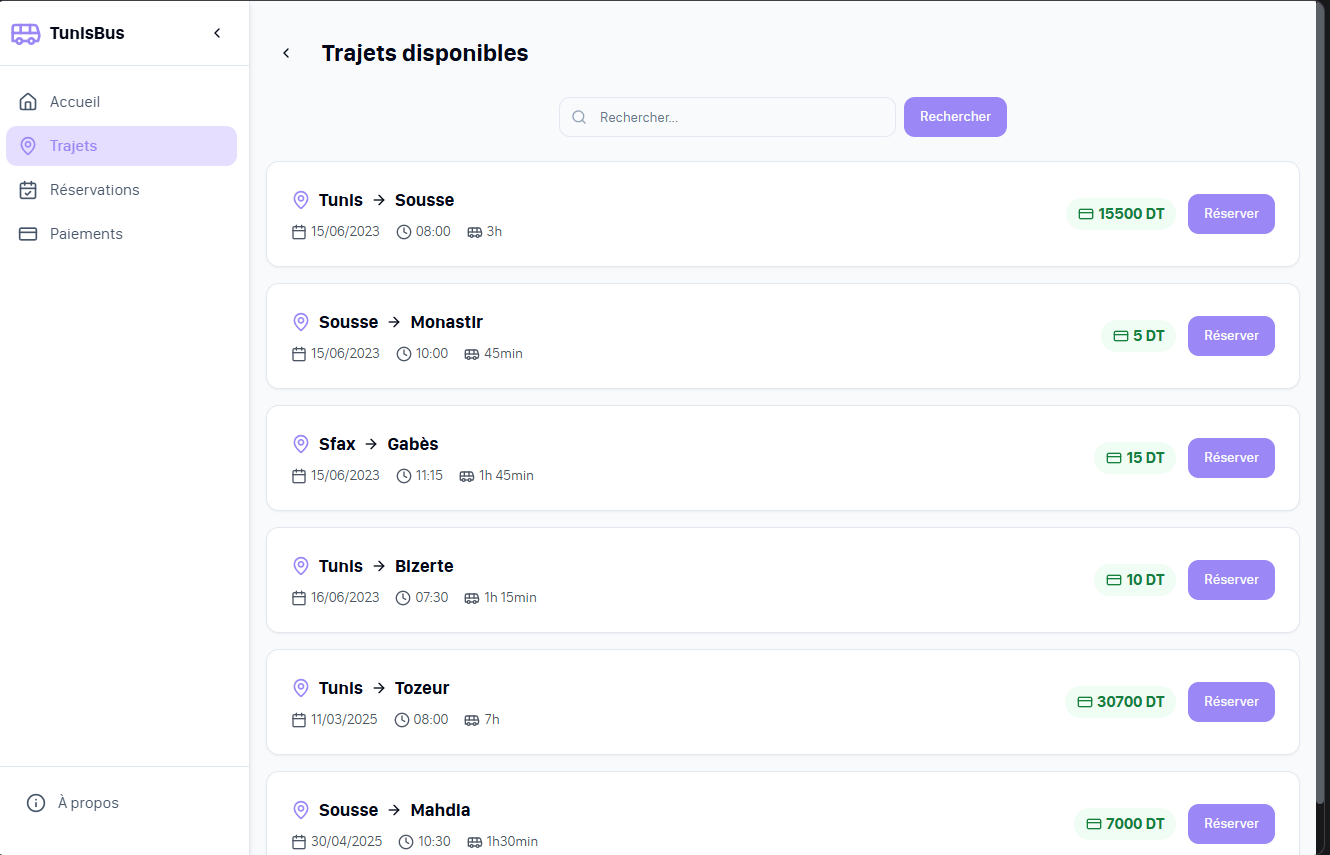 TunisBus
Accueil
Trajets
Réservations
Paiements
À propos
Trajets disponibles
Rechercher...
Rechercher
Tunis → Sousse
15/06/2023 08:00 3h
15500 DT
Réserver
Sousse → Monastir
15/06/2023 10:00 45min
5 DT
Réserver
Sfax → Gabès
15/06/2023 11:15 1h 45min
15 DT
Réserver
Tunis → Bizerte
16/06/2023 07:30 1h 15min
10 DT
Réserver
Tunis → Tozeur
11/03/2025 08:00 7h
30700 DT
Réserver
Sousse → Mahdia
30/04/2025 10:30 1h30min
7000 DT
Réserver